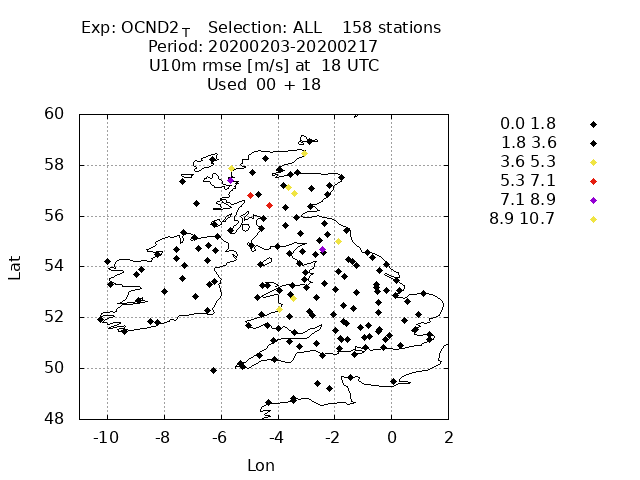 Exp: OCND2_T Selection: ALL 158 stations
Period: 20200203-20200217
U10m rmse [m/s] at 18 UTC
Used 00 + 18
0.0 1.8
1.8 3.6
3.6 5.3
5.3 7.1
7.1 8.9
8.9 10.7
60
58
56
54
52
50
48
Lat
-10 -8 -6 -4 -2 0 2
Lon